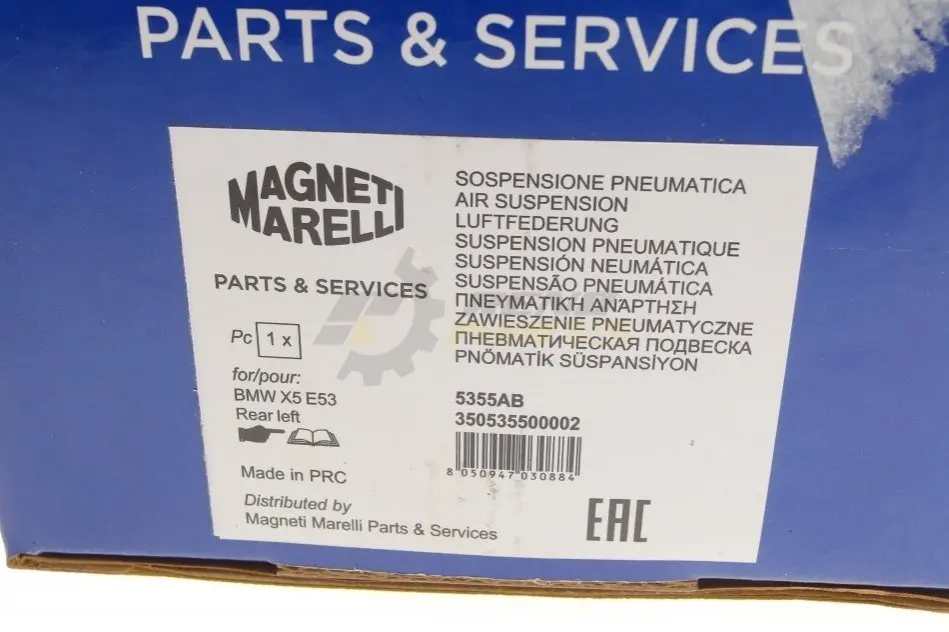 PARTS & SERVICES
MAGNETI
MARELLI
PARTS & SERVICES
Pc 1 x
for/pour:
BMW X5 E53
Rear left
Made in PRC
Distributed by
Magneti Marelli Parts & Services
SOSPENSIONE PNEUMATICA
AIR SUSPENSION
LUFTFEDERUNG
SUSPENSION PNEUMATIQUE
SUSPENSIÓN NEUMÁTICA
SUSPENSÃO PNEUMÁTICA
ΠΝΕΥΜΑΤΙΚΉ ΑΝΆΡΤΗΣΗ
ZAWIESZENIE PNEUMATYCZNE
ПНЕВМАТИЧЕСКАЯ ПОДВЕСКА
PNÖMATİK SÜSPANSİYON
5355AB
350535500002
8 050947 030884
EAC